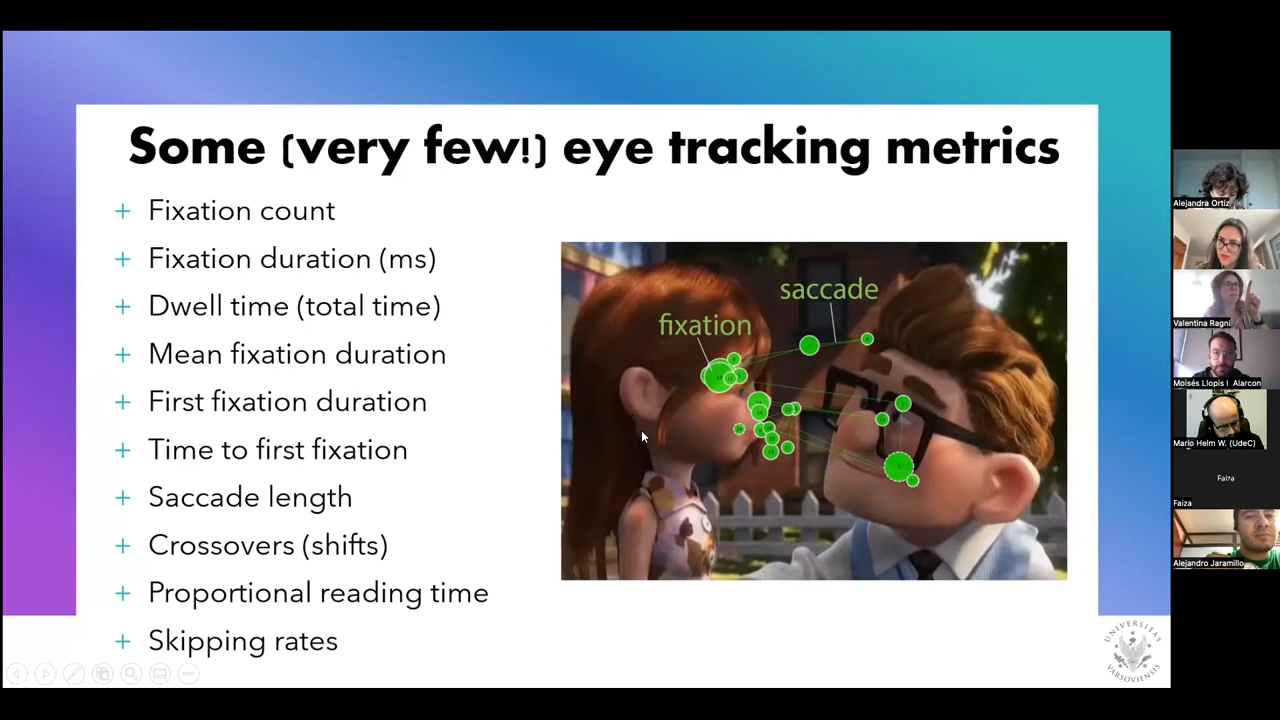 Some (very few!) eye tracking metrics
+ Fixation count
+ Fixation duration (ms)
+ Dwell time (total time)
+ Mean fixation duration
+ First fixation duration
+ Time to first fixation
+ Saccade length
+ Crossovers (shifts)
+ Proportional reading time
+ Skipping rates
saccade
fixation
UNIVERSITAS
VARSOVIENSIS
Alejandra Ortiz
Valentina Ragni
Moisés Llopis I Alarcon
Mario Helm W. (UdeC)
Faiza
Faiza
Alejandro Jaramillo